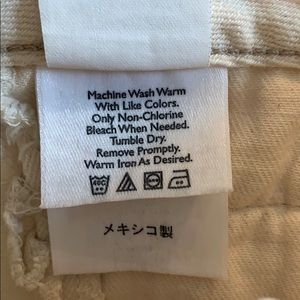 Machine Wash Warm
With Like Colors.
Only Non-Chlorine
Bleach When Needed.
Tumble Dry.
Remove Promptly.
Warm Iron As Desired.
40C
メキシコ製